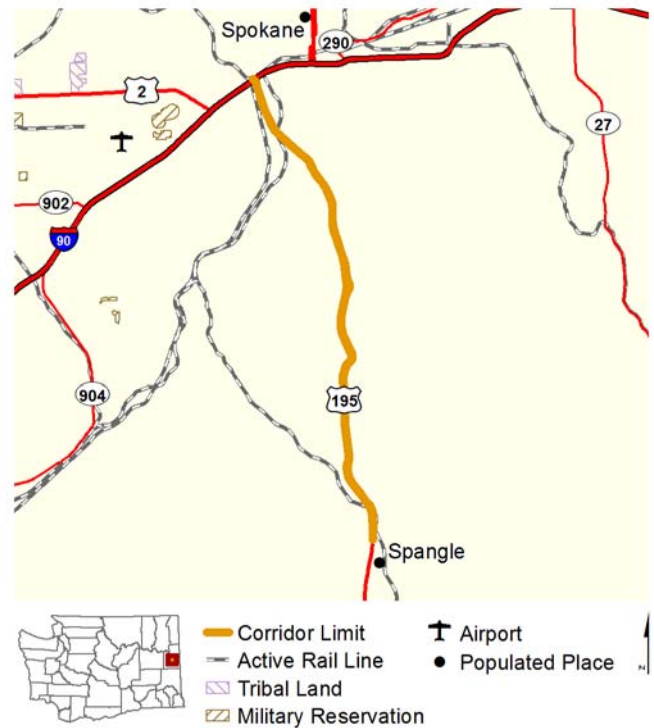 Spokane
290
2
27
902
90
904
195
Spangle
Corridor Limit
Active Rail Line
Tribal Land
Military Reservation
Airport
Populated Place
N